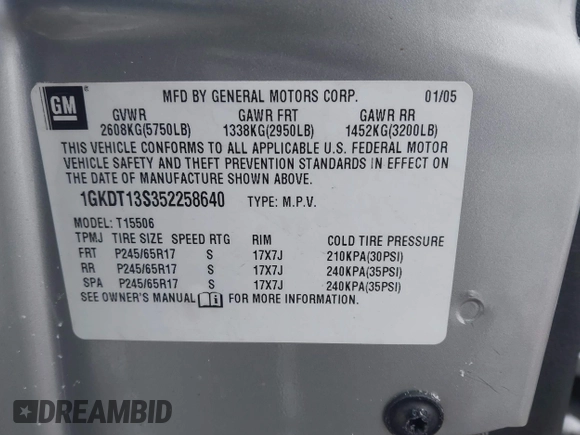 GM
MFD BY GENERAL MOTORS CORP. 01/05
GVWR GAWR FRT GAWR RR
2608KG(5750LB) 1338KG(2950LB) 1452KG(3200LB)
THIS VEHICLE CONFORMS TO ALL APPLICABLE U.S. FEDERAL MOTOR
VEHICLE SAFETY AND THEFT PREVENTION STANDARDS IN EFFECT ON
THE DATE OF MANUFACTURE SHOWN ABOVE.
1GKDT13S352258640 TYPE: M.P.V.
MODEL: T15506
TPMJ TIRE SIZE SPEED RTG RIM COLD TIRE PRESSURE
FRT P245/65R17 S 17X7J 210KPA(30PSI)
RR P245/65R17 S 17X7J 240KPA(35PSI)
SPA P245/65R17 S 17X7J 240KPA(35PSI)
SEE OWNER'S MANUAL FOR MORE INFORMATION.
DREAMBID